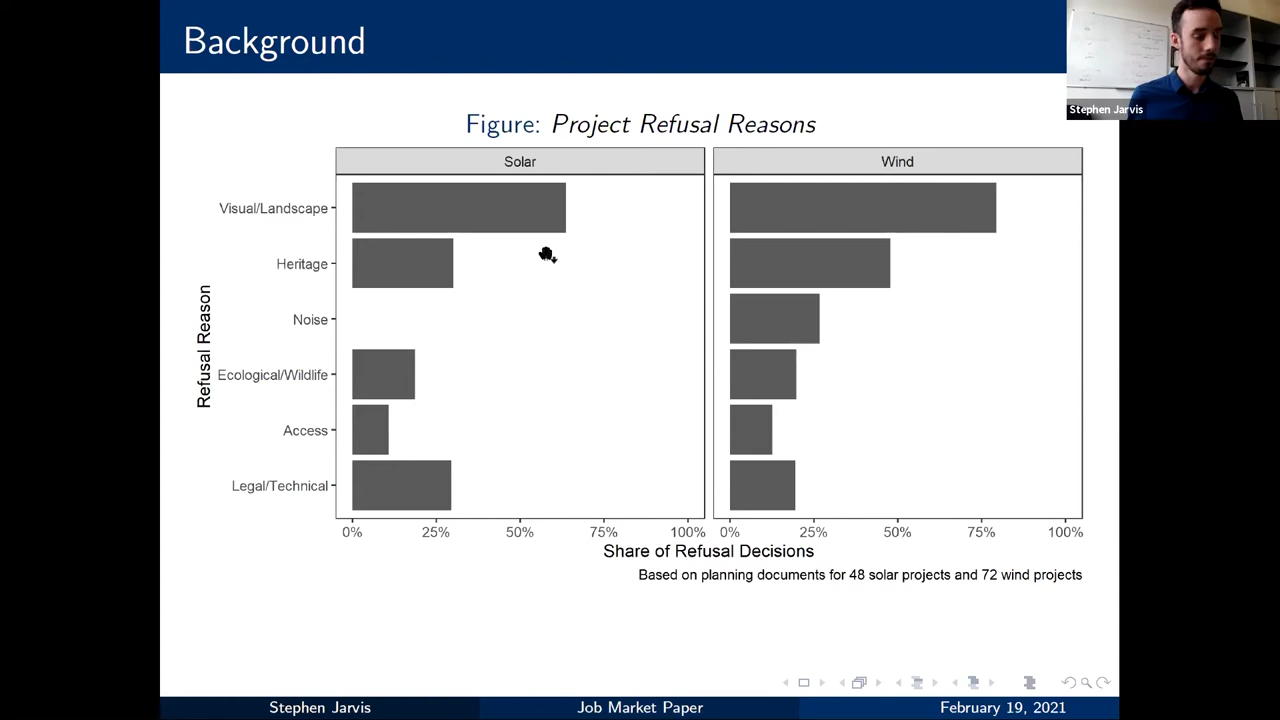 Background
Stephen Jarvis
Figure: Project Refusal Reasons
Solar
Wind
Refusal Reason
Visual/Landscape
Heritage
Noise
Ecological/Wildlife
Access
Legal/Technical
0% 25% 50% 75% 100%
0% 25% 50% 75% 100%
Share of Refusal Decisions
Based on planning documents for 48 solar projects and 72 wind projects
Stephen Jarvis
Job Market Paper
February 19, 2021